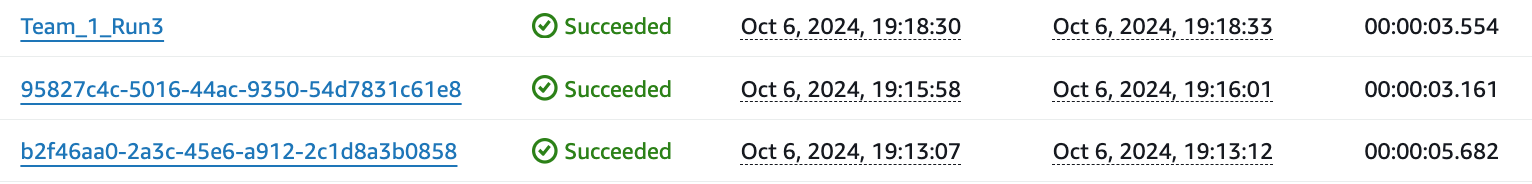 Team_1_Run3 Succeeded Oct 6, 2024, 19:18:30 Oct 6, 2024, 19:18:33 00:00:03.554
95827c4c-5016-44ac-9350-54d7831c61e8 Succeeded Oct 6, 2024, 19:15:58 Oct 6, 2024, 19:16:01 00:00:03.161
b2f46aa0-2a3c-45e6-a912-2c1d8a3b0858 Succeeded Oct 6, 2024, 19:13:07 Oct 6, 2024, 19:13:12 00:00:05.682